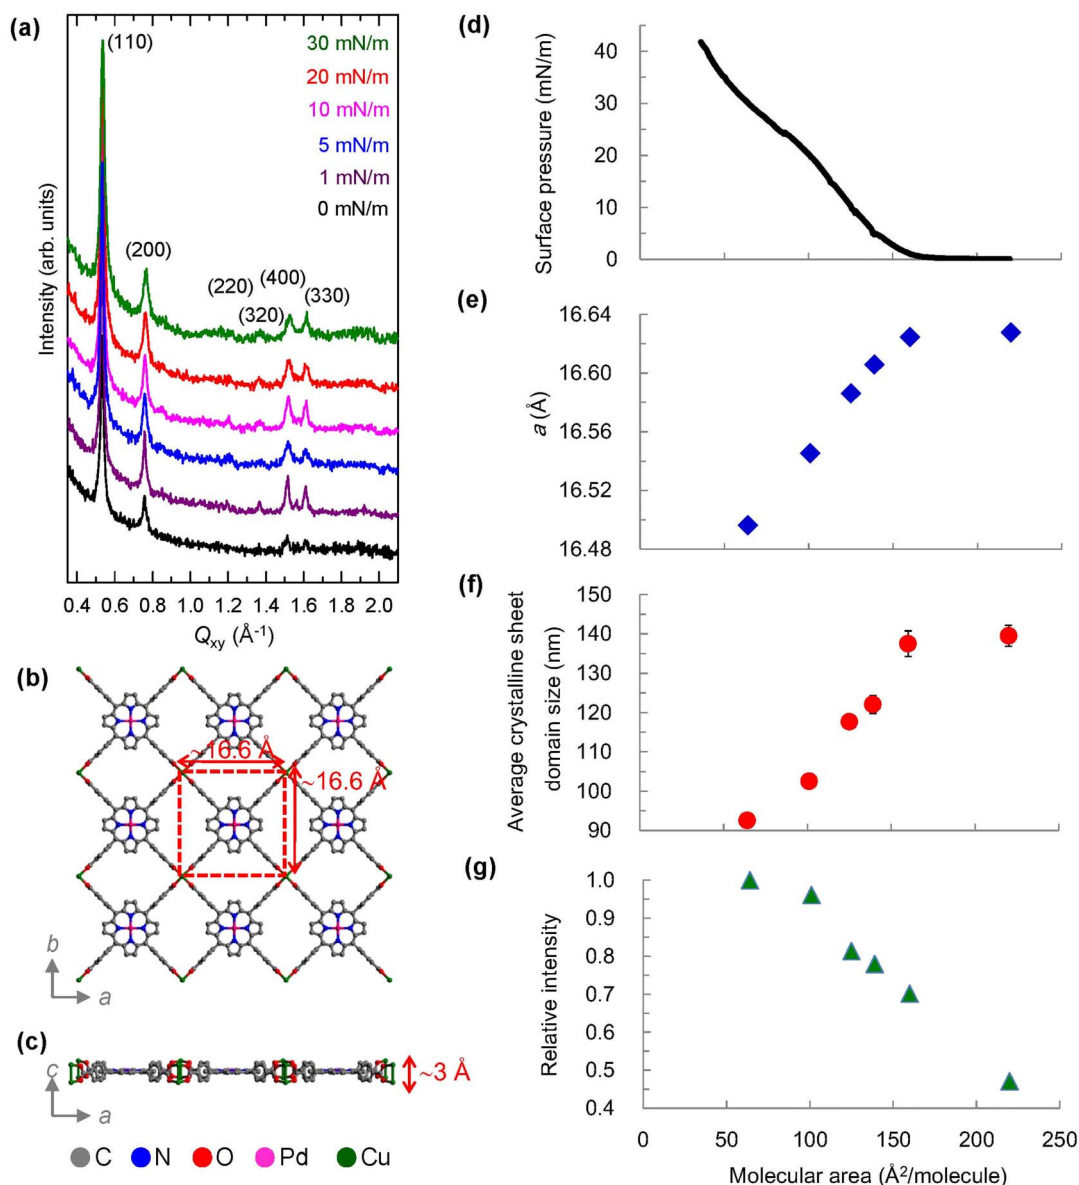 (a)
(110)
30 mN/m
20 mN/m
10 mN/m
5 mN/m
1 mN/m
0 mN/m
(200)
(220)
(400)
(320)
(330)
Intensity (arb. units)
0.4 0.6 0.8 1.0 1.2 1.4 1.6 1.8 2.0
Qxy (Å-1)
(b)
~16.6 Å
~16.6 Å
b
a
(c)
c
a
~3 Å
C N O Pd Cu
(d)
Surface pressure (mN/m)
40
30
20
10
0
(e)
a (Å)
16.64
16.60
16.56
16.52
16.48
(f)
Average crystalline sheet
domain size (nm)
150
140
130
120
110
100
90
(g)
Relative intensity
1.0
0.9
0.8
0.7
0.6
0.5
0.4
0 50 100 150 200 250
Molecular area (Å2/molecule)